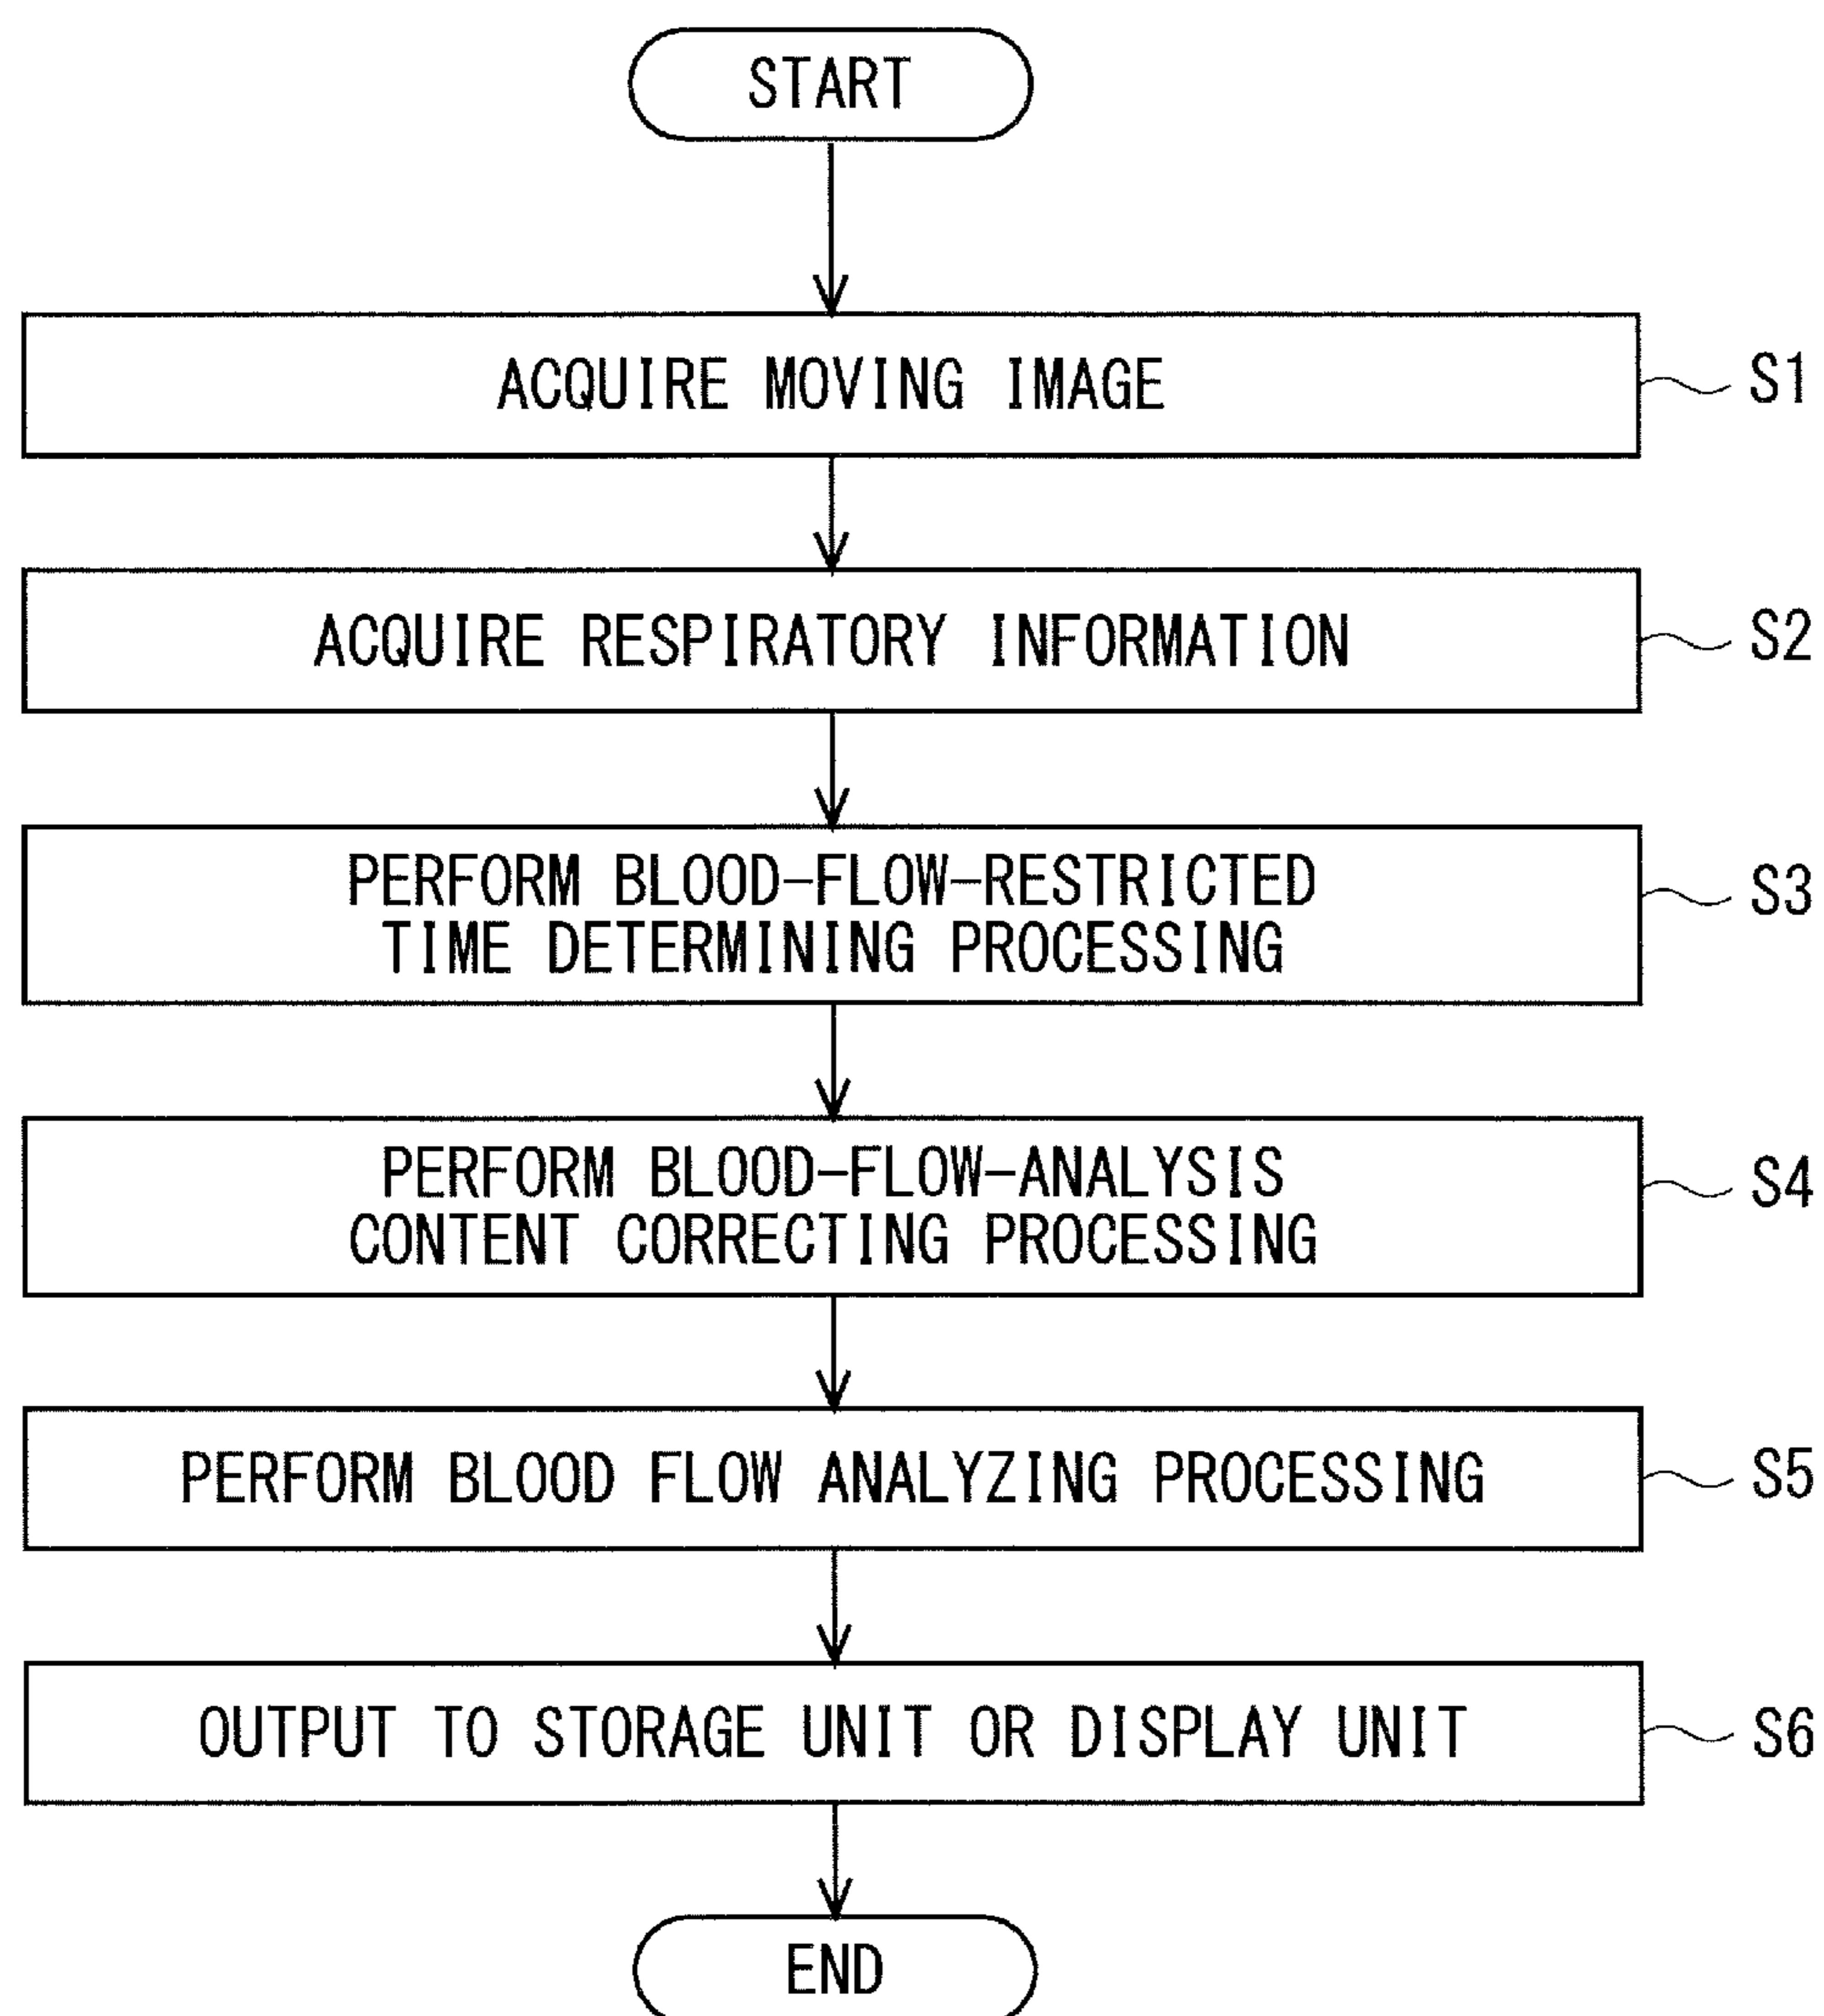 START
ACQUIRE MOVING IMAGE
S1
ACQUIRE RESPIRATORY INFORMATION
S2
PERFORM BLOOD-FLOW-RESTRICTED
TIME DETERMINING PROCESSING
S3
PERFORM BLOOD-FLOW-ANALYSIS
CONTENT CORRECTING PROCESSING
S4
PERFORM BLOOD FLOW ANALYZING PROCESSING
S5
OUTPUT TO STORAGE UNIT OR DISPLAY UNIT
S6
END